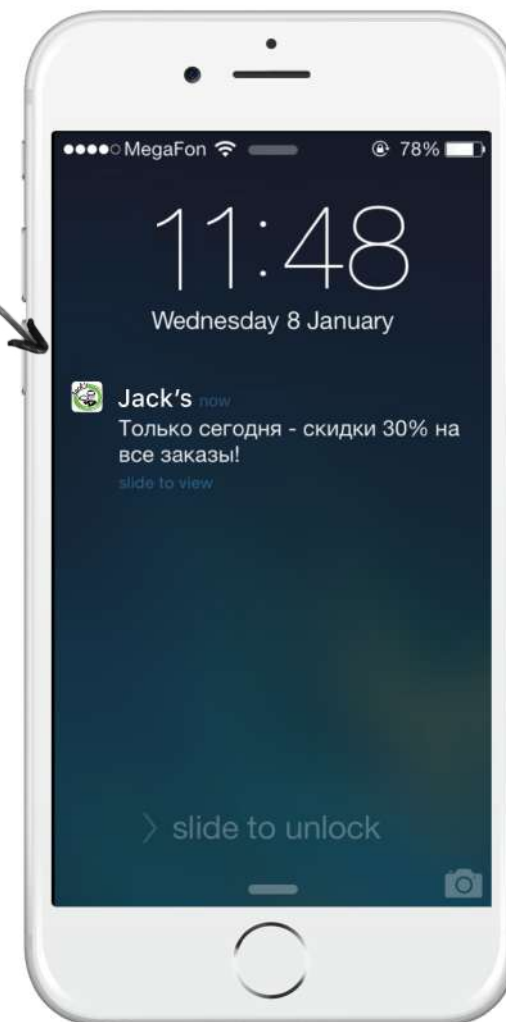 MegaFon 78%
11:48
Wednesday 8 January
Jack's now
Только сегодня - скидки 30% на
все заказы!
slide to view
> slide to unlock